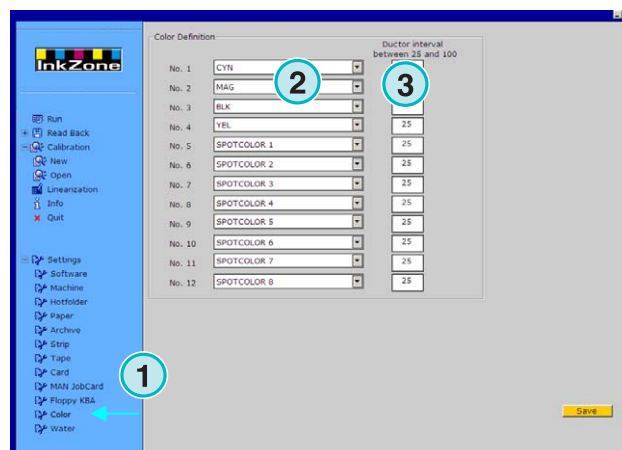 InkZone
Run
Read Back
Calibration
New
Open
Linearization
Info
Quit
Settings
Software
Machine
Hotfolder
Paper
Archive
Strip
Tape
Card
MAN JobCard
Floppy KBA
Color
Water
1
Color Definition
Ductor interval
between 25 and 100
No. 1 CYN
No. 2 MAG
No. 3 BLK
No. 4 YEL 25
No. 5 SPOTCOLOR 1 25
No. 6 SPOTCOLOR 2 25
No. 7 SPOTCOLOR 3 25
No. 8 SPOTCOLOR 4 25
No. 9 SPOTCOLOR 5 25
No. 10 SPOTCOLOR 6 25
No. 11 SPOTCOLOR 7 25
No. 12 SPOTCOLOR 8 25
2
3
Save